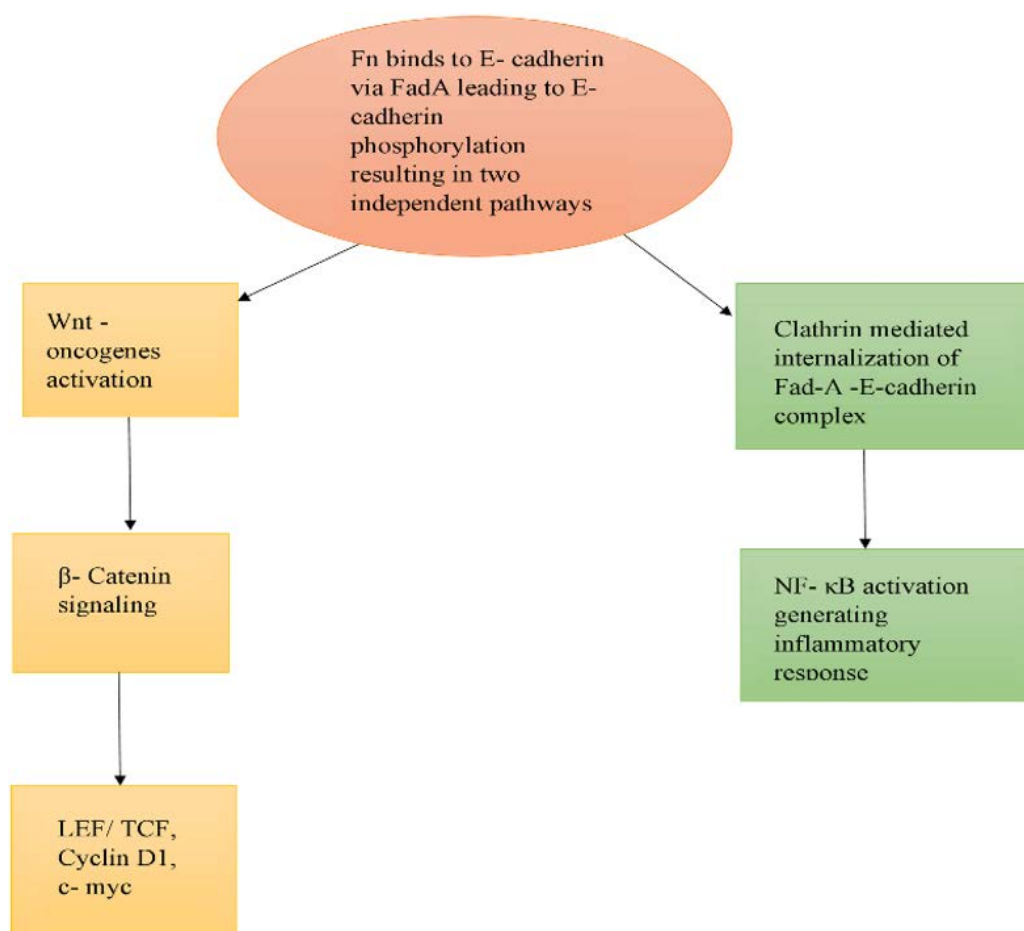 Fn binds to E- cadherin
via FadA leading to E-
cadherin
phosphorylation
resulting in two
independent pathways
Wnt -
oncogenes
activation
Clathrin mediated
internalization of
Fad-A -E-cadherin
complex
β- Catenin
signaling
NF- κB activation
generating
inflammatory
response
LEF/ TCF,
Cyclin D1,
c- myc